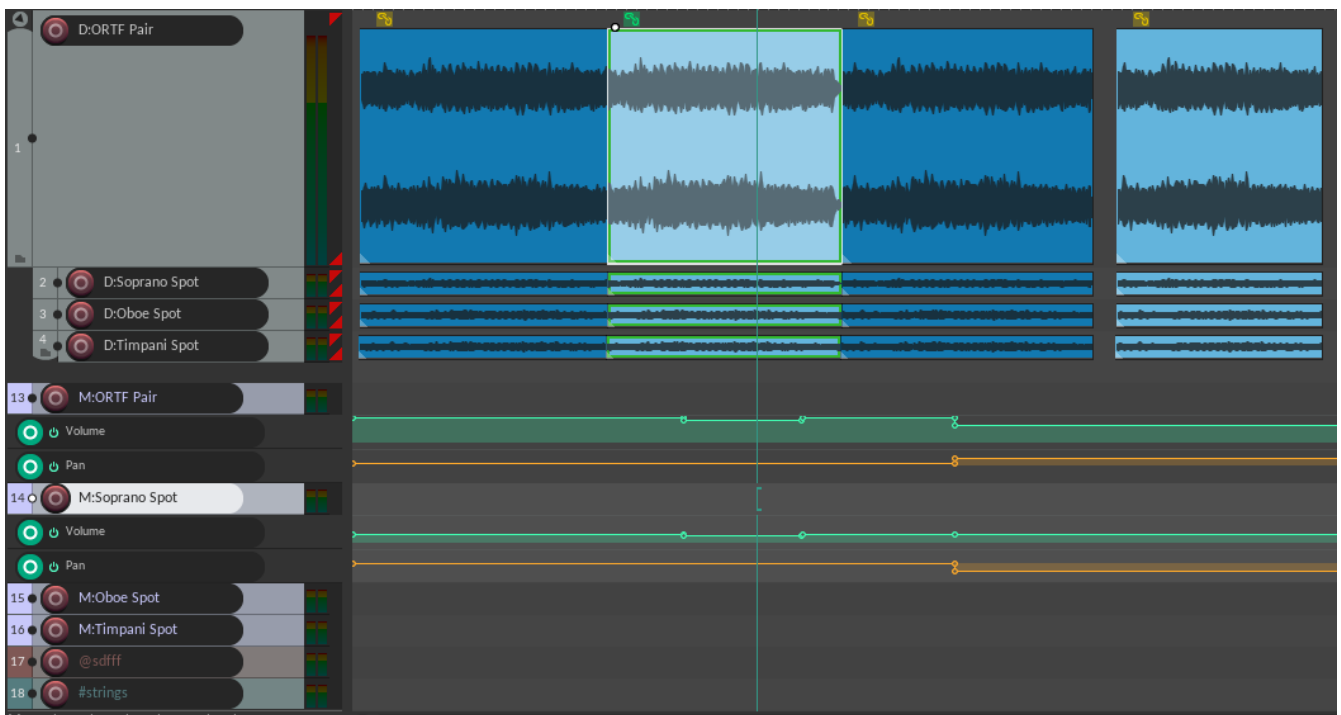 D:ORTF Pair
1
2 D:Soprano Spot
3 D:Oboe Spot
4 D:Timpani Spot
13 M:ORTF Pair
Volume
Pan
14 M:Soprano Spot
Volume
Pan
15 M:Oboe Spot
16 M:Timpani Spot
17 @sdfff
18 #strings